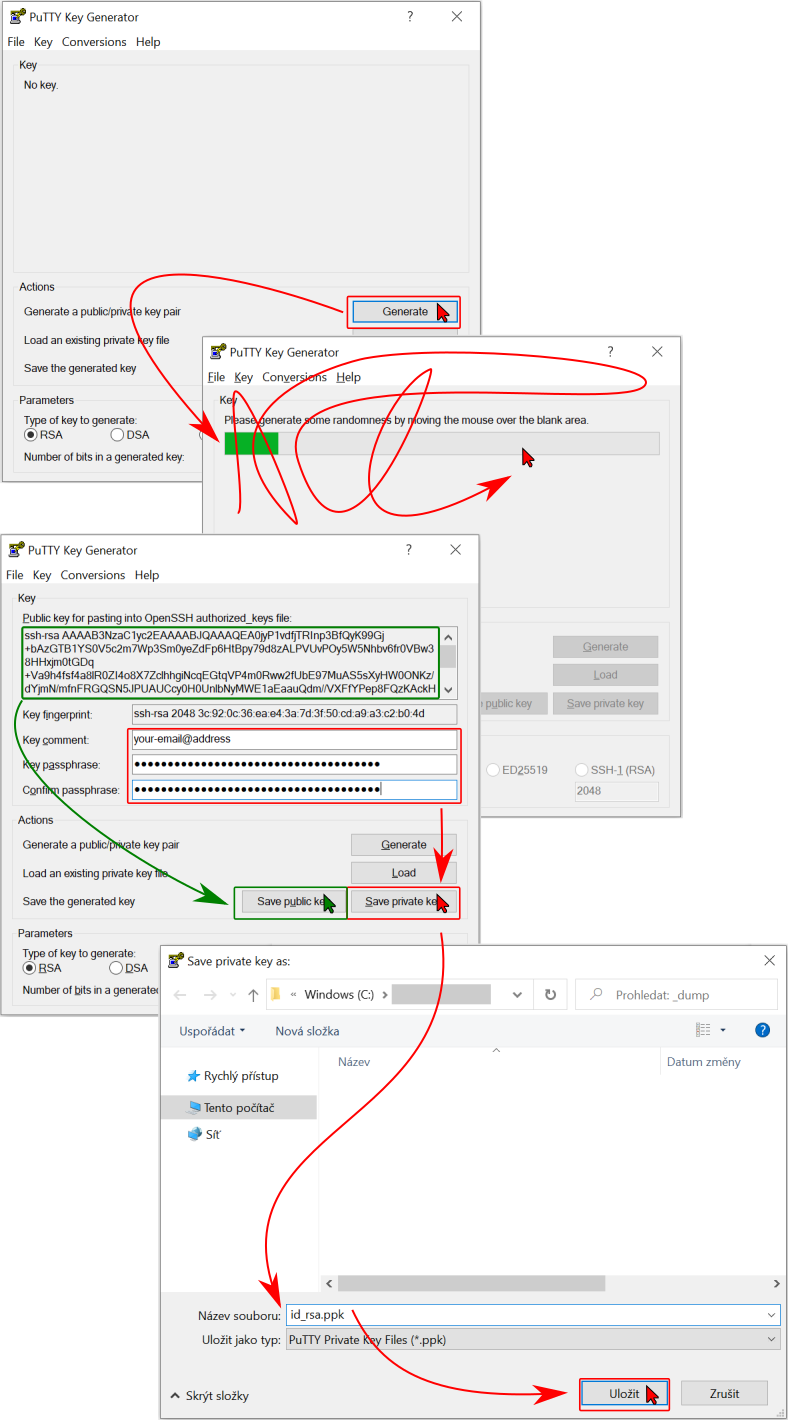 PuTTY Key Generator
?
File Key Conversions Help
Key
No key.
Actions
Generate a public/private key pair
Generate
Load an existing private key file
Save the generated key
Parameters
Type of key to generate:
RSA DSA
Number of bits in a generated key:
PuTTY Key Generator
?
File Key Conversions Help
Key
Please generate some randomness by moving the mouse over the blank area.
Generate
Load
public key Save private key
ED25519 SSH-1 (RSA)
2048
PuTTY Key Generator
?
File Key Conversions Help
Key
Public key for pasting into OpenSSH authorized_keys file:
ssh-rsa AAAAB3NzaC1yc2EAAAABJQAAAQEA0jyP1vdfjTRInp3BfQyK99Gj
+bAzGTB1YS0V5c2m7Wp3Sm0yeZdFp6HtBpy79d8zALPVUvPOy5W5Nhbv6fr0VBw3
8HHxjm0tGDq
+Va9h4fsf4a8lR0ZI4o8X7ZclhhgiNcqEGtqVP4m0Rww2fUbE97MuAS5sXyHW0ONKz/
dYjmN/mfnFRGQSN5JPUAUCcy0H0UnlbNyMWE1aEaauQdm//VXFfYPep8FQzKAckH
Key fingerprint: ssh-rsa 2048 3c:92:0c:36:ea:e4:3a:7d:3f:50:cd:a9:a3:c2:b0:4d
Key comment: your-email@address
Key passphrase:
Confirm passphrase:
Actions
Generate a public/private key pair Generate
Load an existing private key file Load
Save the generated key Save public key Save private key
Parameters
Type of key to generate:
RSA DSA
Number of bits in a generated
Save private key as:
« Windows (C:) Prohledat: _dump
Uspořádat Nová složka
?
Název Datum změny
Rychlý přístup
Tento počítač
Síť
Název souboru: id_rsa.ppk
Uložit jako typ: PuTTY Private Key Files (*.ppk)
Skrýt složky Uložit Zrušit